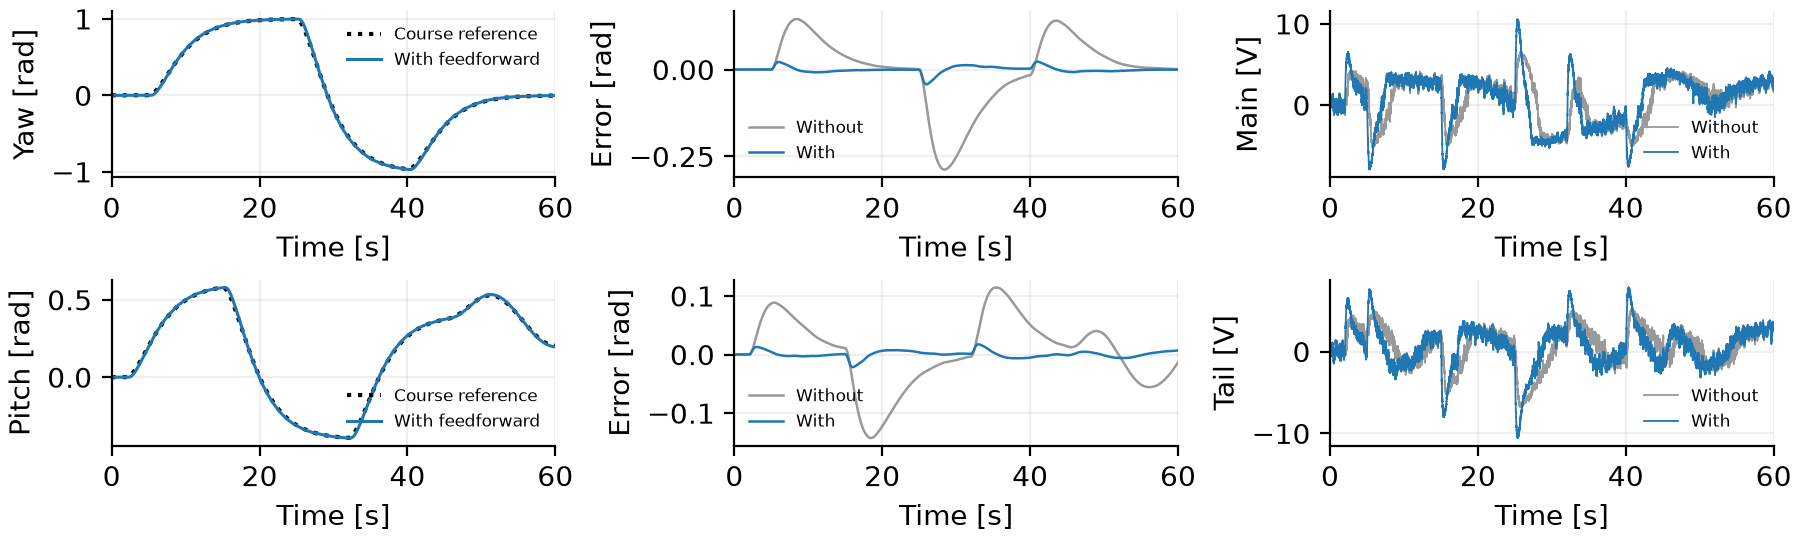 Yaw [rad]
1
0
−1
Course reference
With feedforward
0
20
40
60
Time [s]
Error [rad]
0.00
−0.25
Without
With
0
20
40
60
Time [s]
Main [V]
10
0
Without
With
0
20
40
60
Time [s]
Pitch [rad]
0.5
0.0
Course reference
With feedforward
0
20
40
60
Time [s]
Error [rad]
0.1
0.0
−0.1
Without
With
0
20
40
60
Time [s]
Tail [V]
0
−10
Without
With
0
20
40
60
Time [s]